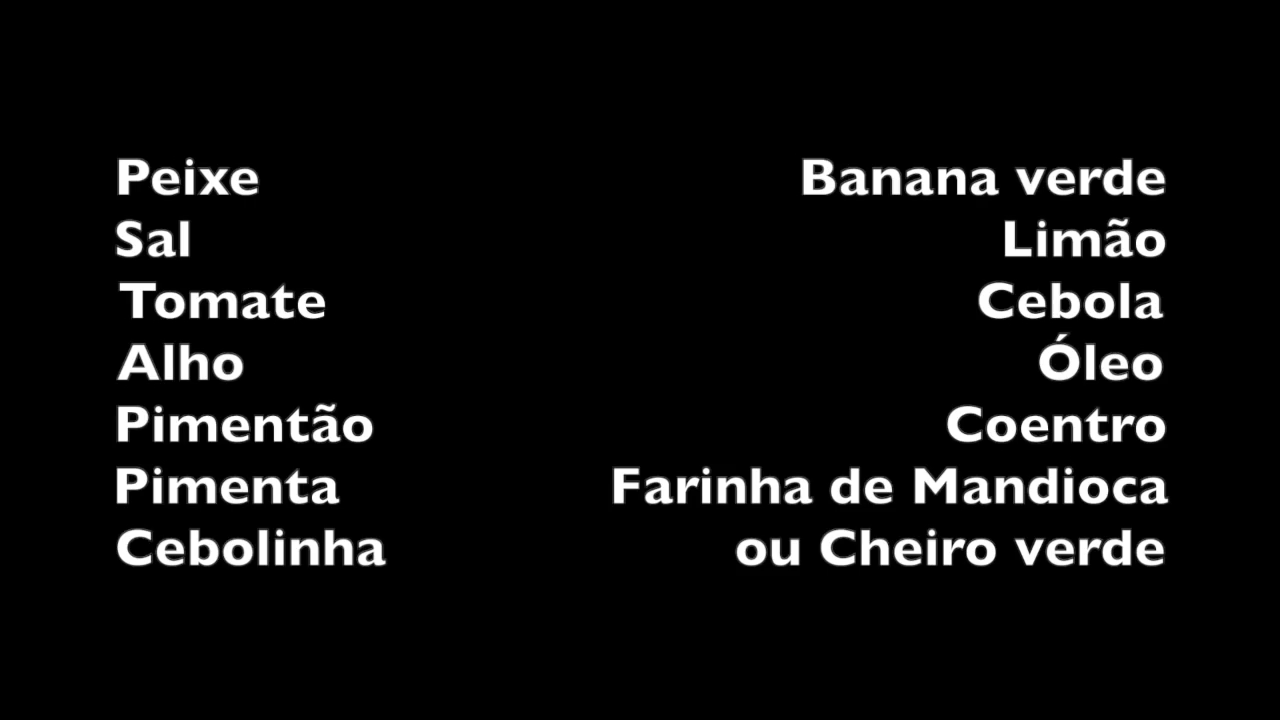 Peixe Banana verde
Sal Limão
Tomate Cebola
Alho Óleo
Pimentão Coentro
Pimenta Farinha de Mandioca
Cebolinha ou Cheiro verde